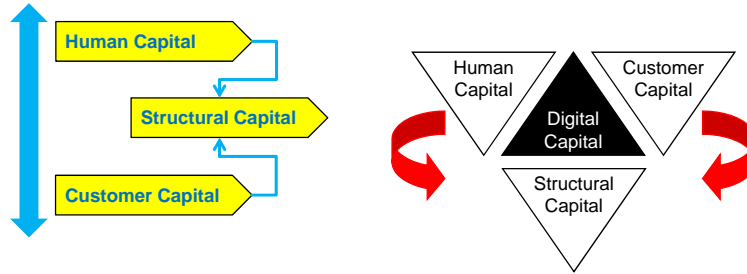 Human Capital
Structural Capital
Customer Capital
Human
Capital
Customer
Capital
Digital
Capital
Structural
Capital